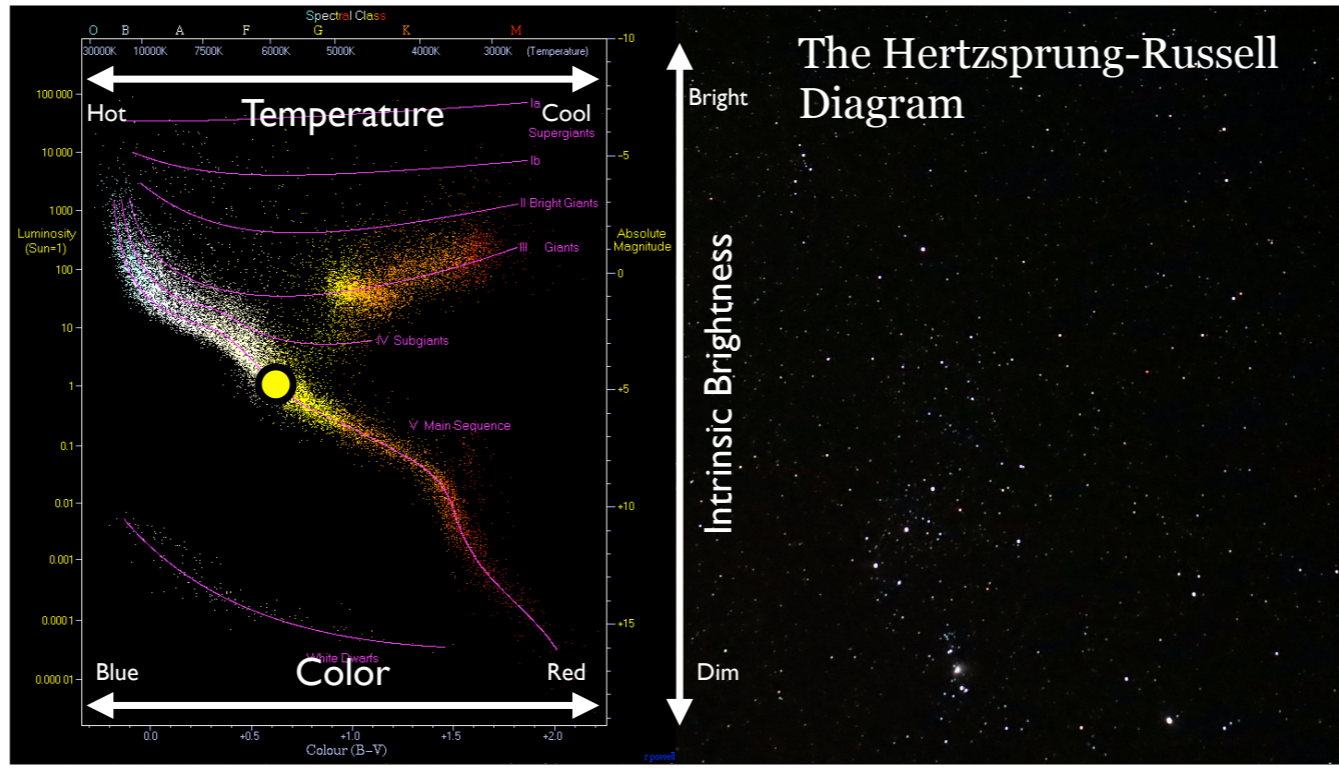 Spectral Class
O B A F G K M
30000K 10000K 7500K 6000K 5000K 4000K 3000K (Temperature)
The Hertzsprung-Russell
Diagram
Hot Temperature Cool
Bright
-10
100 000
Ia
Supergiants
10 000
-5
Ib
1000
II Bright Giants
Luminosity
(Sun=1)
Absolute
Magnitude
III Giants
100
0
10
IV Subgiants
1
+5
V Main Sequence
0.1
Intrinsic Brightness
0.01
+10
0.001
0.0001
+15
White Dwarfs
Blue Color Red
Dim
0.000 01
0.0 +0.5 +1.0 +1.5 +2.0
Colour (B-V)
r powell